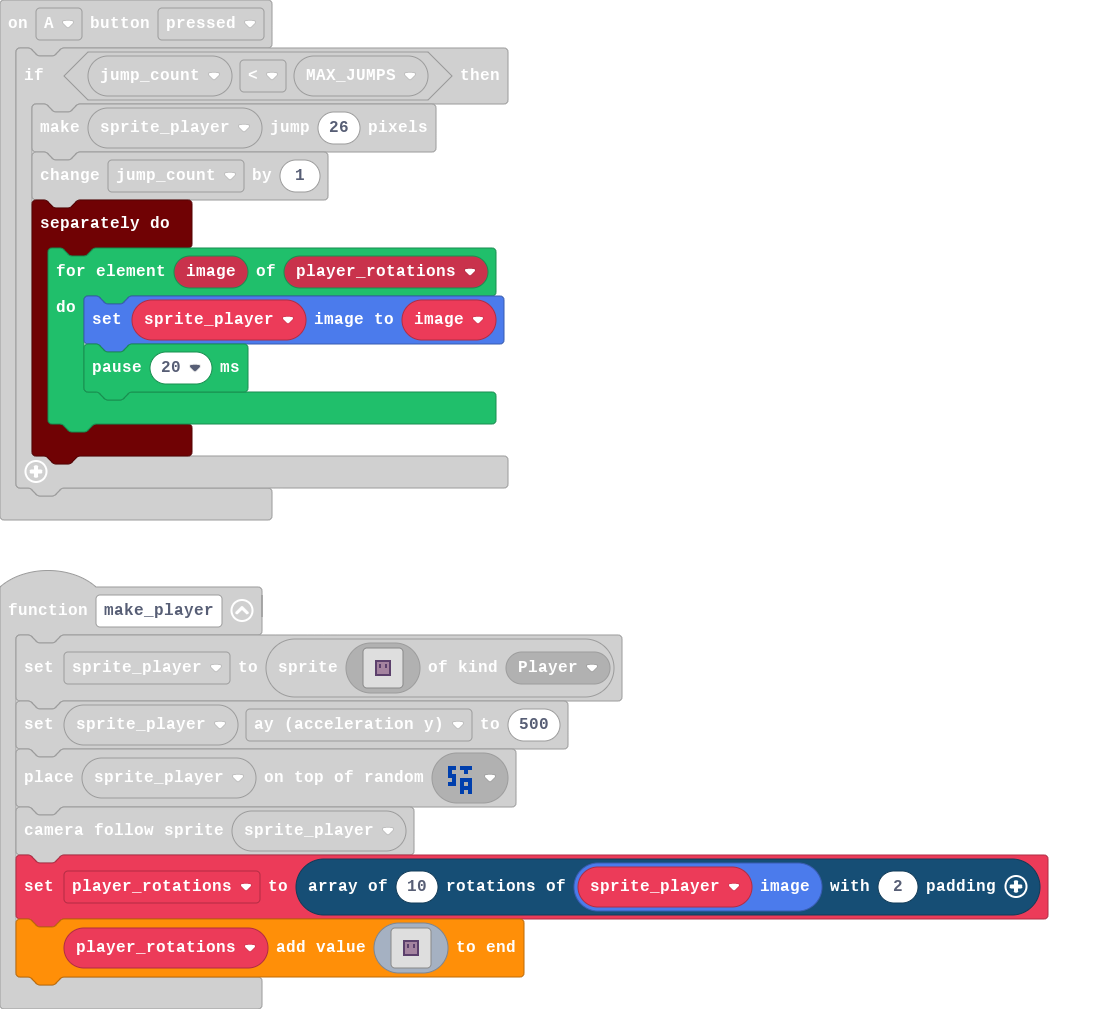 on A button pressed
if jump_count < MAX_JUMPS then
make sprite_player jump 26 pixels
change jump_count by 1
separately do
for element image of player_rotations
do
set sprite_player image to image
pause 20 ms
function make_player
set sprite_player to sprite of kind Player
set sprite_player ay (acceleration y) to 500
place sprite_player on top of random STA
camera follow sprite sprite_player
set player_rotations to array of 10 rotations of sprite_player image with 2 padding
player_rotations add value to end